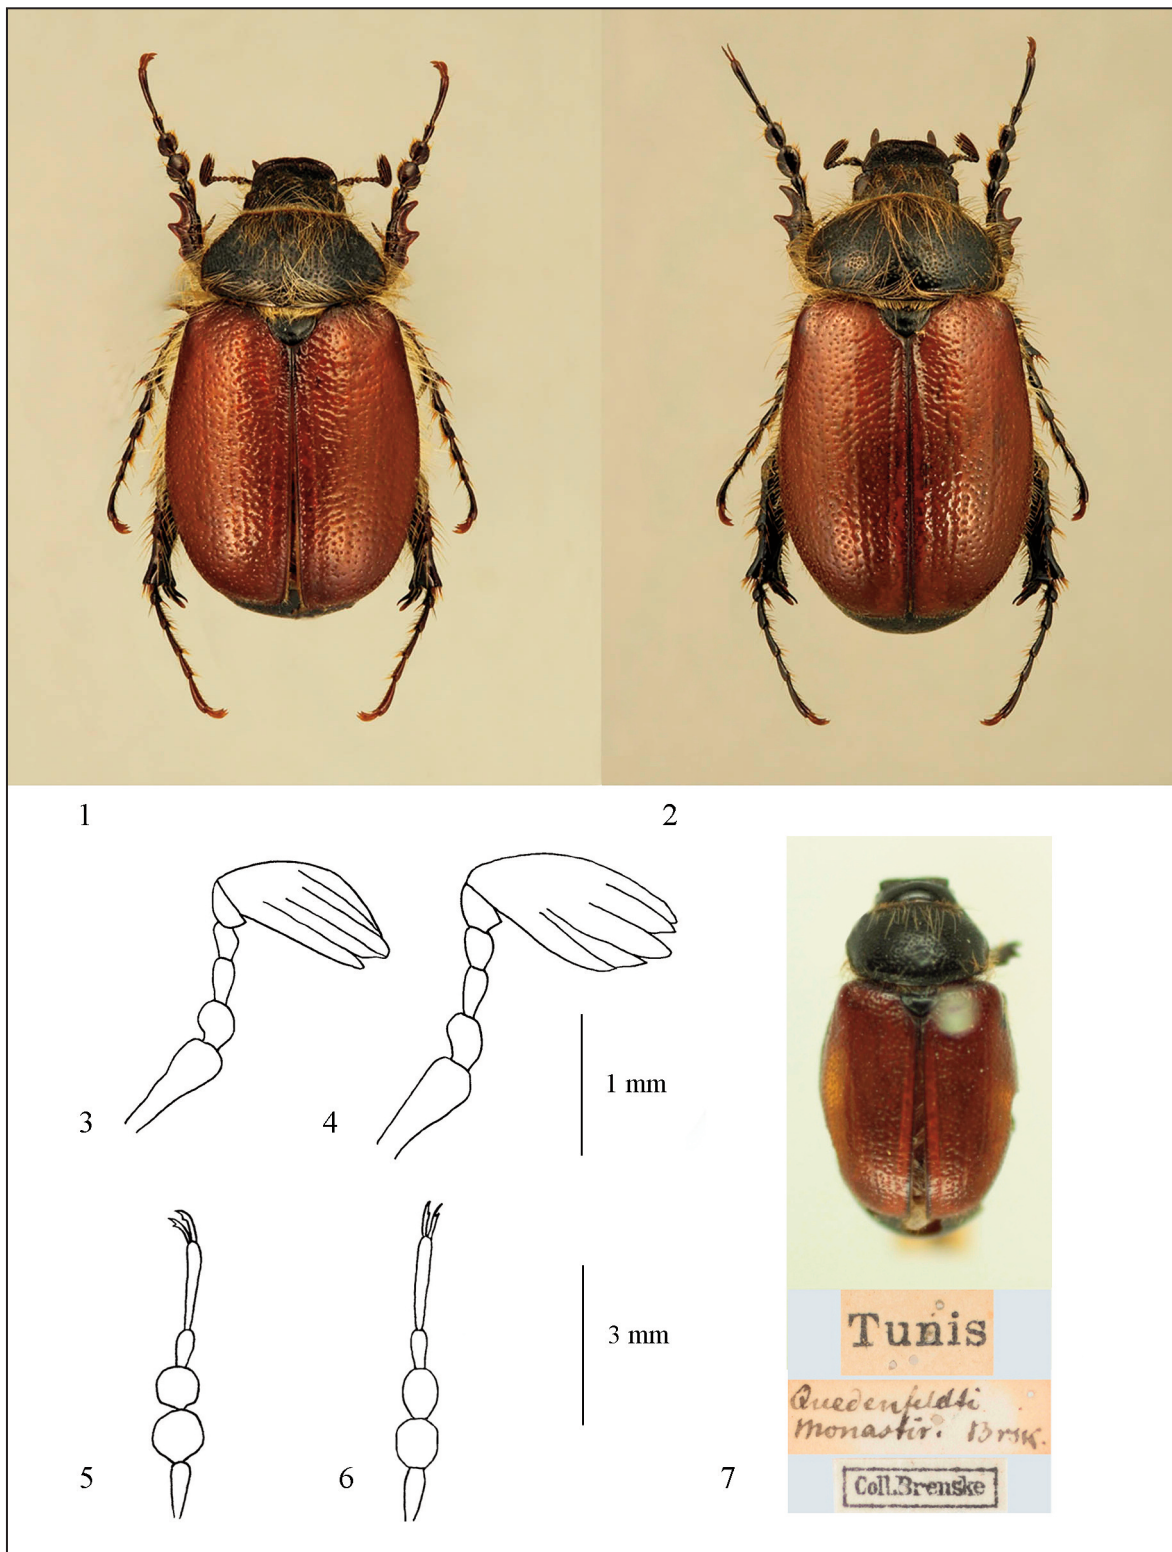 1
2
3
4
1 mm
5
6
3 mm
7
Tunis
Quedenfeldti
Monastir. Brsk.
Coll. Brenske